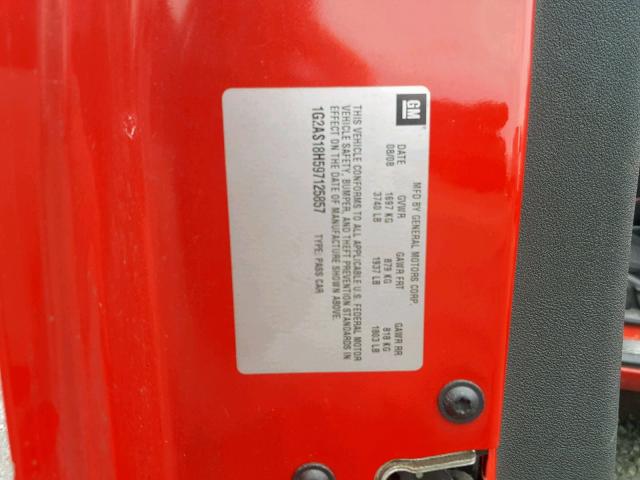 GM
MFD BY GENERAL MOTORS CORP.
DATE GVWR GAWR FRT GAWR RR
08/08 1697 KG 879 KG 818 KG
3740 LB 1937 LB 1803 LB
THIS VEHICLE CONFORMS TO ALL APPLICABLE U.S. FEDERAL MOTOR
VEHICLE SAFETY, BUMPER, AND THEFT PREVENTION STANDARDS IN
EFFECT ON THE DATE OF MANUFACTURE SHOWN ABOVE.
1G2AS18H597125857 TYPE: PASS CAR